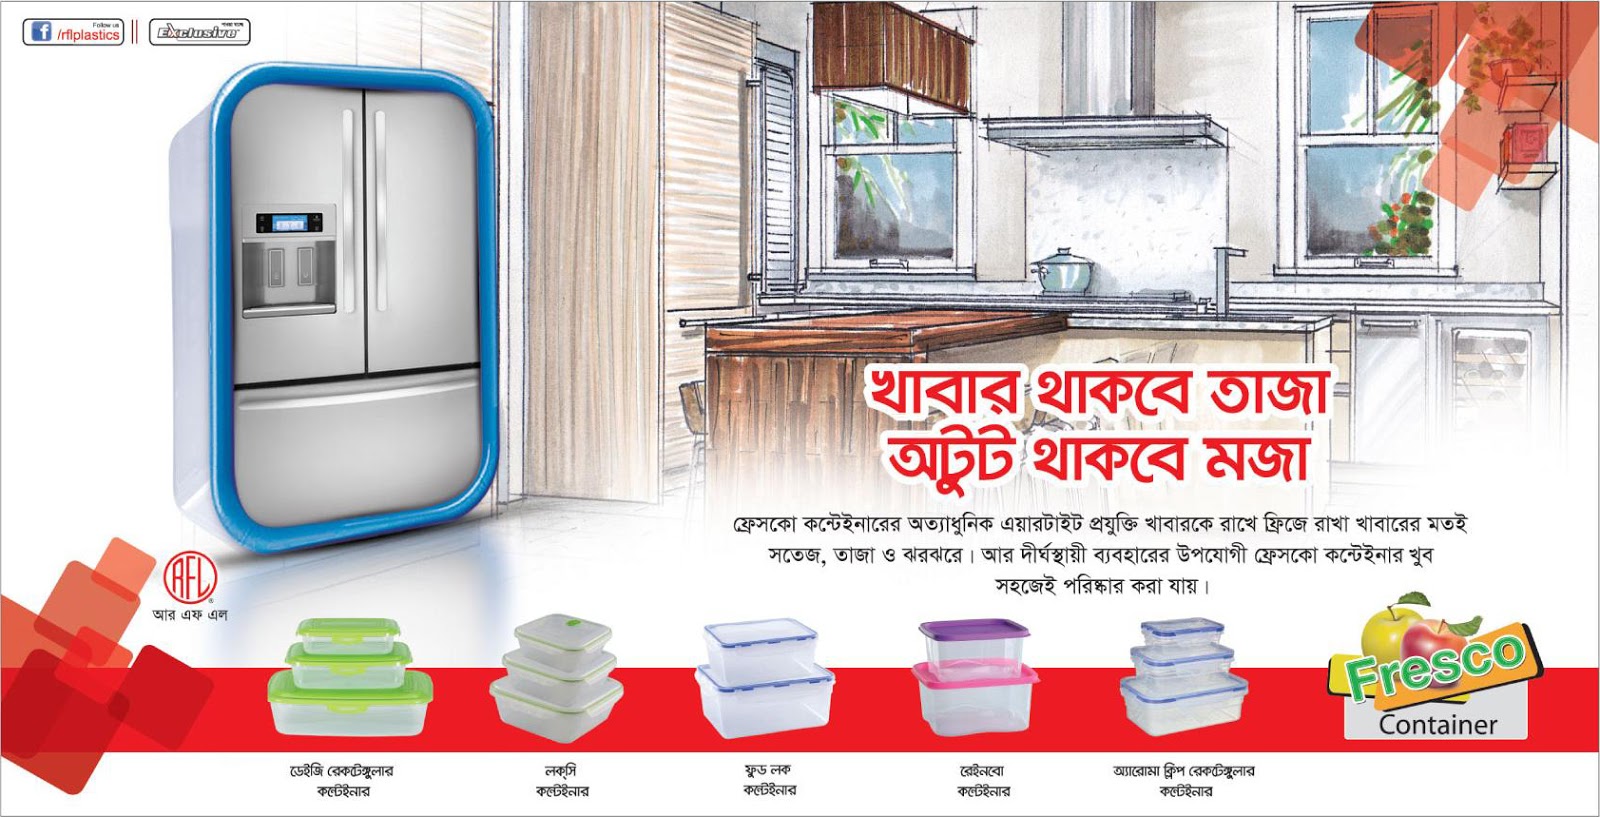 Follow us
/rflplastics
পাওয়া যাচ্ছে
Exclusive
খাবার থাকবে তাজা
অটুট থাকবে মজা
ফ্রেসকো কন্টেইনারের অত্যাধুনিক এয়ারটাইট প্রযুক্তি খাবারকে রাখে ফ্রিজে রাখা খাবারের মতই
সতেজ, তাজা ও ঝরঝরে। আর দীর্ঘস্থায়ী ব্যবহারের উপযোগী ফ্রেসকো কন্টেইনার খুব
সহজেই পরিষ্কার করা যায়।
RFL
আর এফ এল
Fresco
Container
ডেইজি রেকটেঙ্গুলার
কন্টেইনার
লক্‌সি
কন্টেইনার
ফুড লক
কন্টেইনার
রেইনবো
কন্টেইনার
অ্যারোমা ক্লিপ রেকটেঙ্গুলার
কন্টেইনার